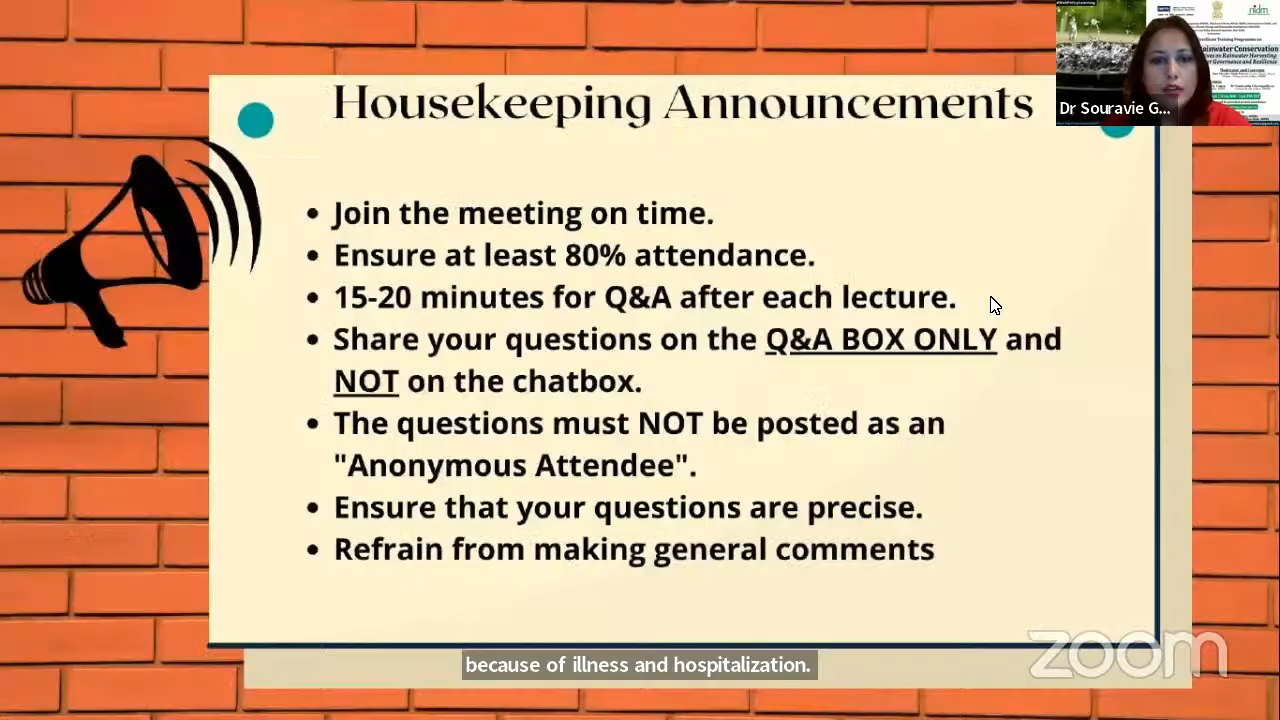 Housekeeping Announcements
Join the meeting on time.
Ensure at least 80% attendance.
15-20 minutes for Q&A after each lecture.
Share your questions on the Q&A BOX ONLY and
NOT on the chatbox.
The questions must NOT be posted as an
"Anonymous Attendee".
Ensure that your questions are precise.
Refrain from making general comments
because of illness and hospitalization.
zoom
nidm
Rainwater Conservation
Dr Souravie G...